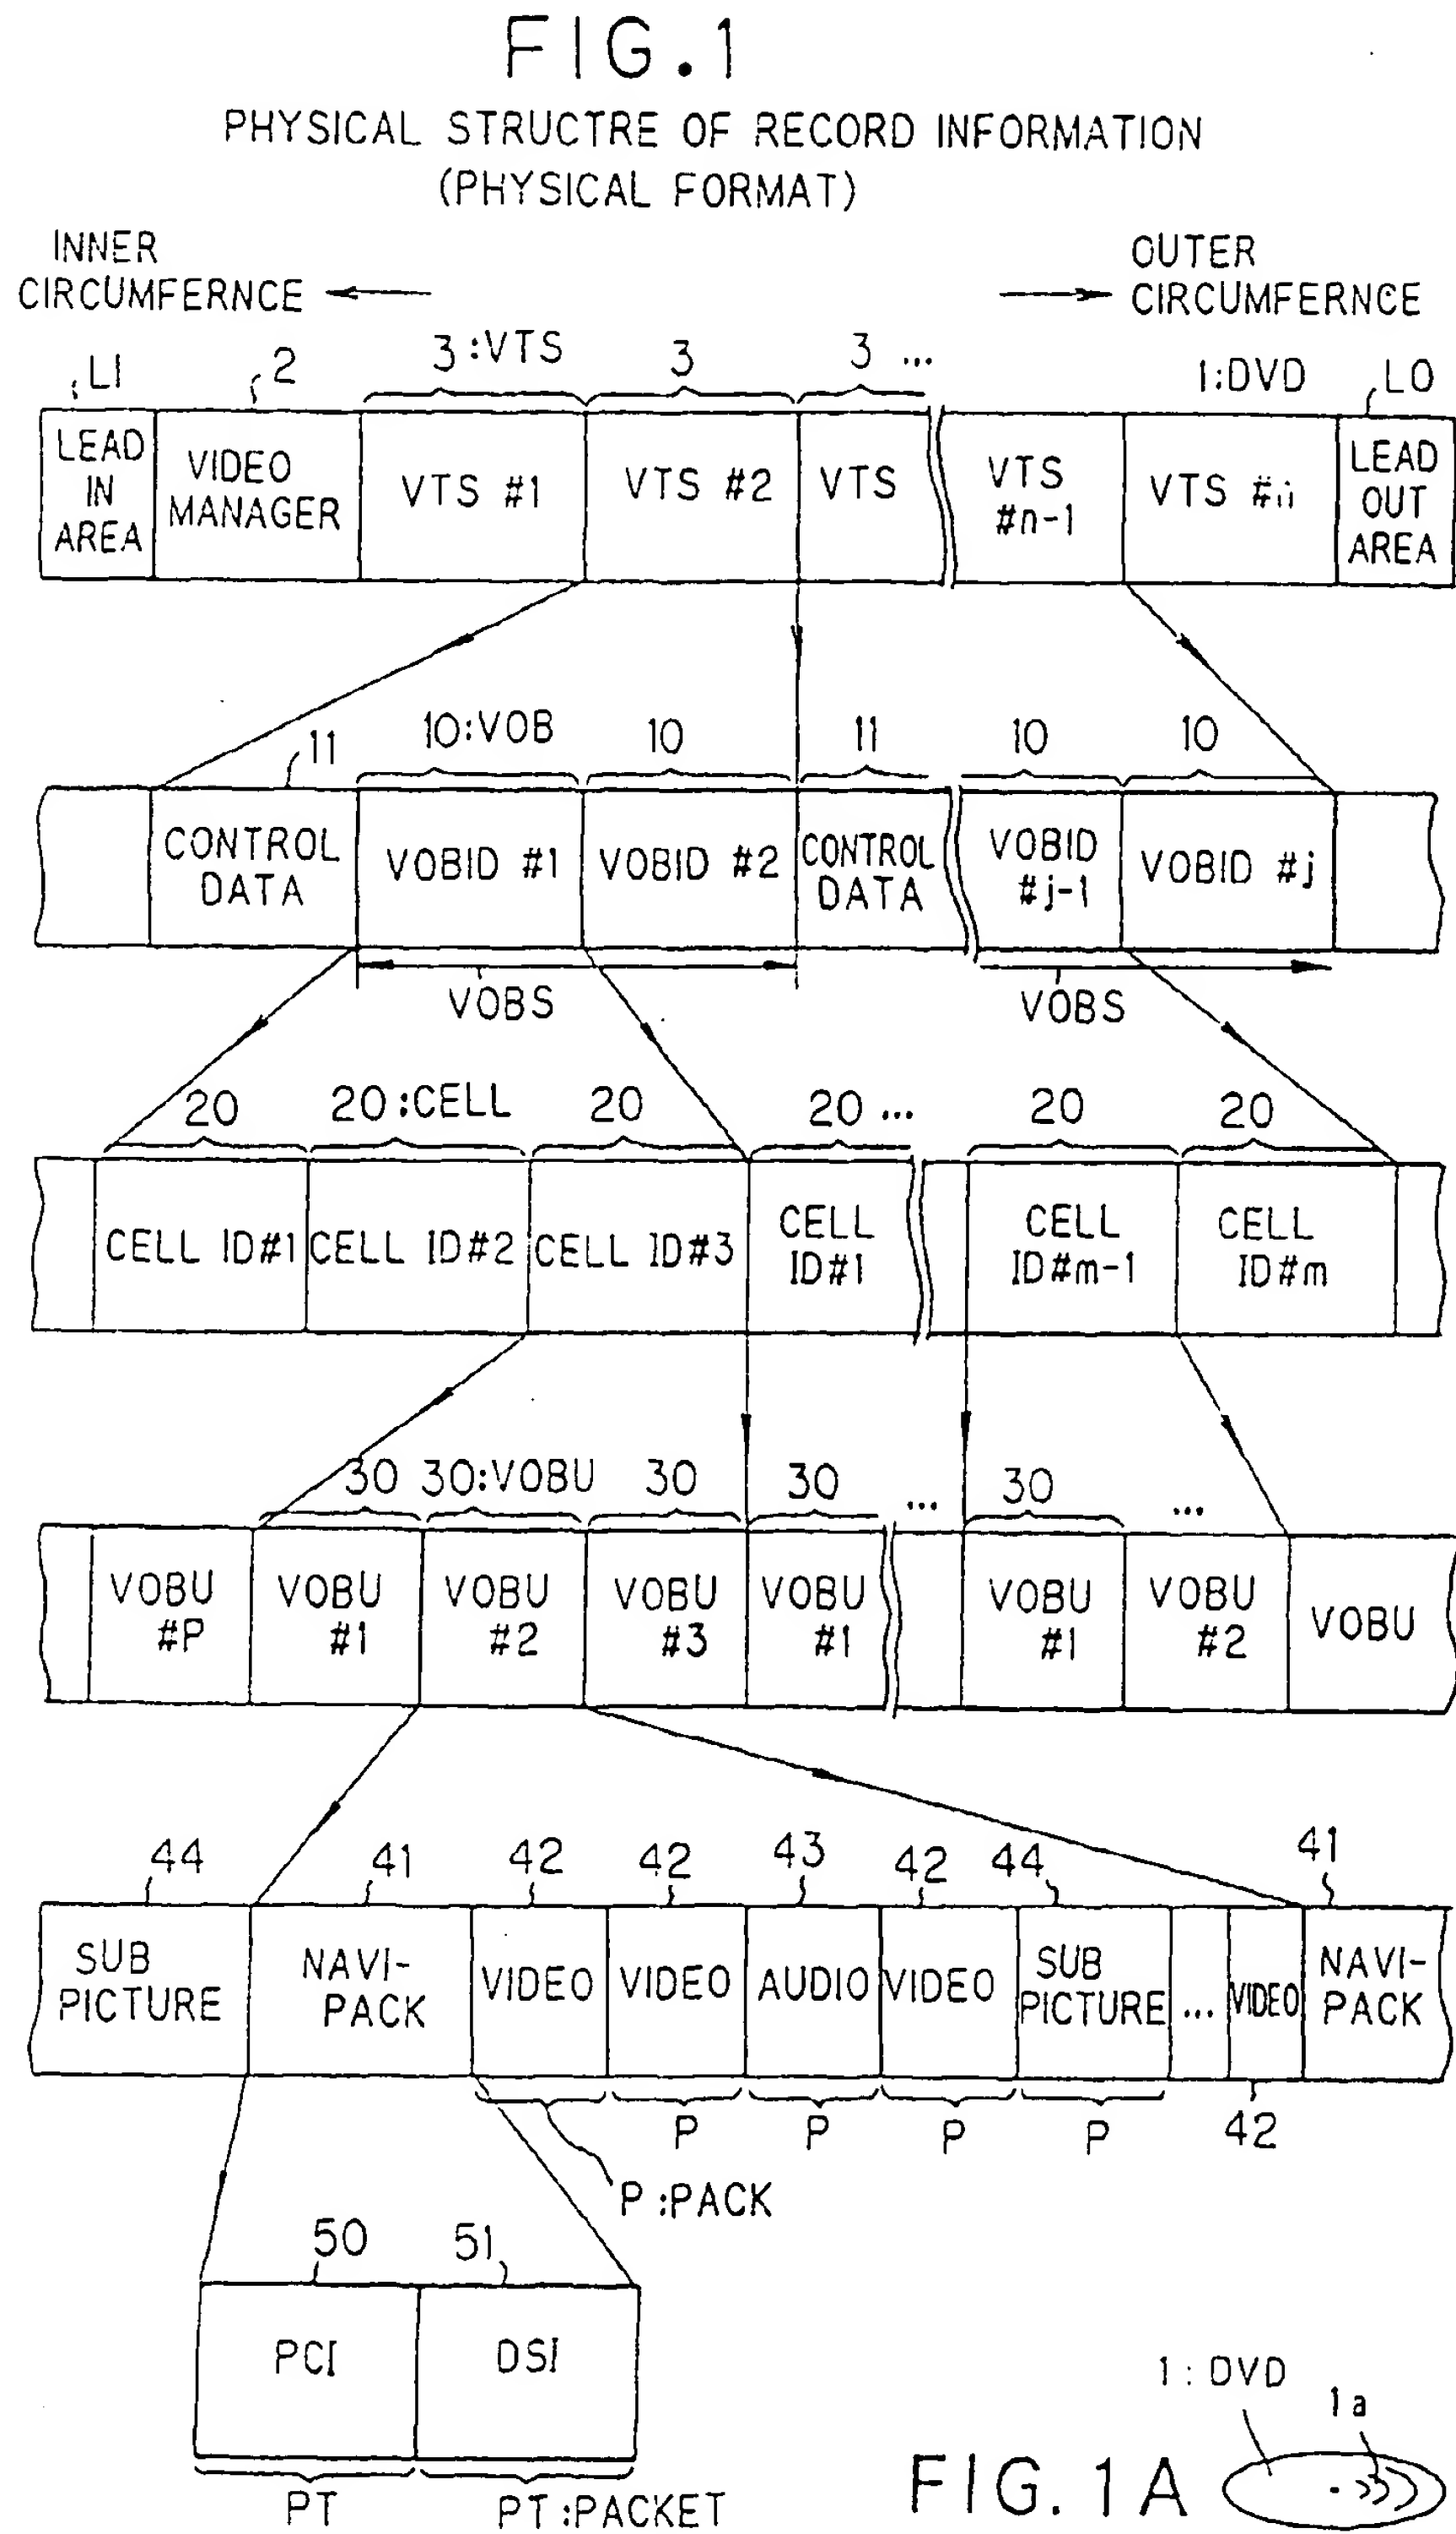 FIG.1
PHYSICAL STRUCTRE OF RECORD INFORMATION
(PHYSICAL FORMAT)
INNER
CIRCUMFERNCE
OUTER
CIRCUMFERNCE
LI 2 3:VTS 3 3 ... 1:DVD LO
LEAD
IN
AREA
VIDEO
MANAGER
VTS #1
VTS #2
VTS
VTS
#n-1
VTS #n
LEAD
OUT
AREA
11 10:VOB 10 11 10 10
CONTROL
DATA
VOBID #1
VOBID #2
CONTROL
DATA
VOBID
#j-1
VOBID #j
VOBS VOBS
20 20:CELL 20 20 ... 20 20
CELL ID#1
CELL ID#2
CELL ID#3
CELL
ID#1
CELL
ID#m-1
CELL
ID#m
30 30:VOBU 30 30 ... 30 ...
VOBU
#P
VOBU
#1
VOBU
#2
VOBU
#3
VOBU
#1
VOBU
#1
VOBU
#2
VOBU
44 41 42 42 43 42 44 41
SUB
PICTURE
NAVI-
PACK
VIDEO
VIDEO
AUDIO
VIDEO
SUB
PICTURE
...
VIDEO
NAVI-
PACK
P P P P 42
P:PACK
50 51
PCI
DSI
PT PT:PACKET
1:DVD
1a
FIG. 1A